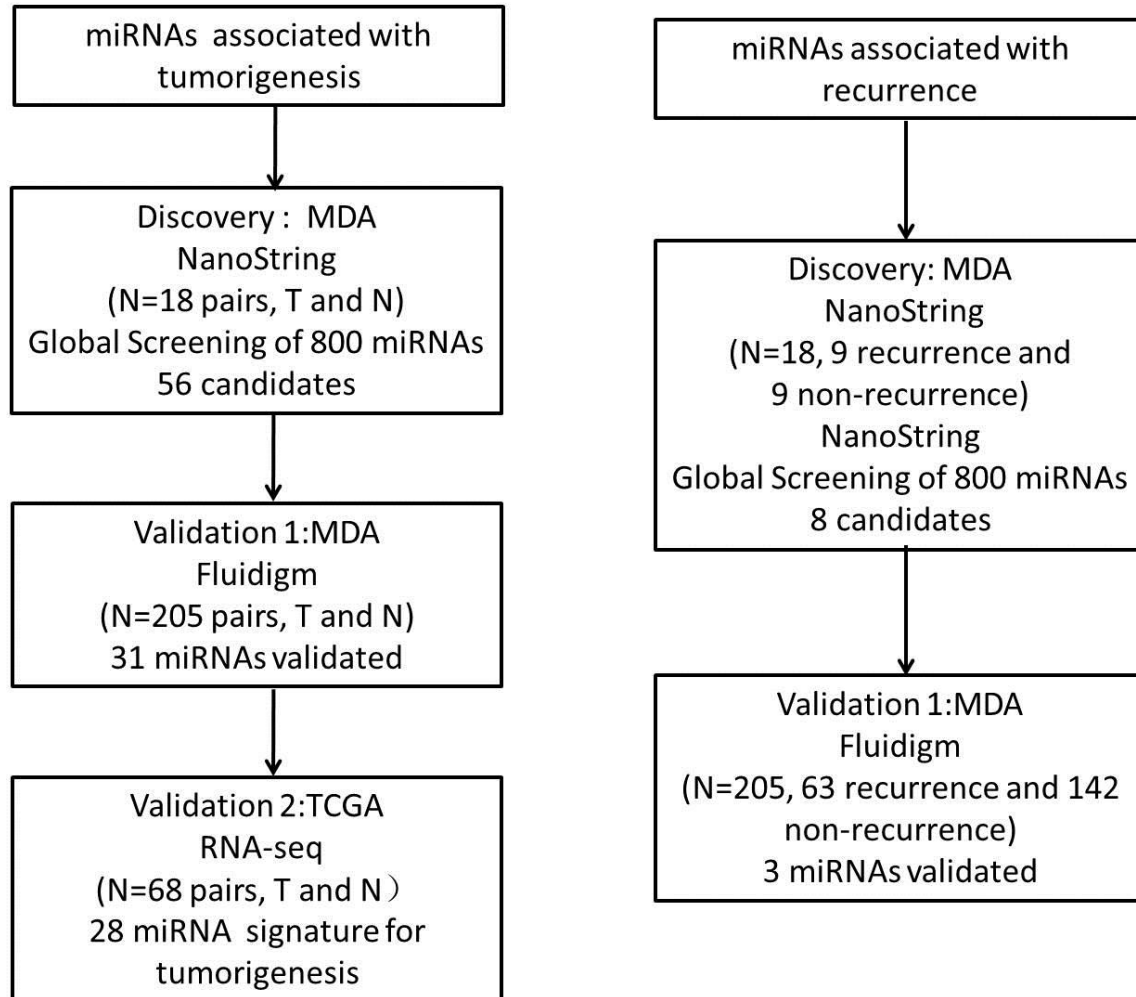 miRNAs associated with
tumorigenesis
Discovery : MDA
NanoString
(N=18 pairs, T and N)
Global Screening of 800 miRNAs
56 candidates
Validation 1:MDA
Fluidigm
(N=205 pairs, T and N)
31 miRNAs validated
Validation 2:TCGA
RNA-seq
(N=68 pairs, T and N）
28 miRNA signature for
tumorigenesis
miRNAs associated with
recurrence
Discovery: MDA
NanoString
(N=18, 9 recurrence and
9 non-recurrence)
NanoString
Global Screening of 800 miRNAs
8 candidates
Validation 1:MDA
Fluidigm
(N=205, 63 recurrence and 142
non-recurrence)
3 miRNAs validated